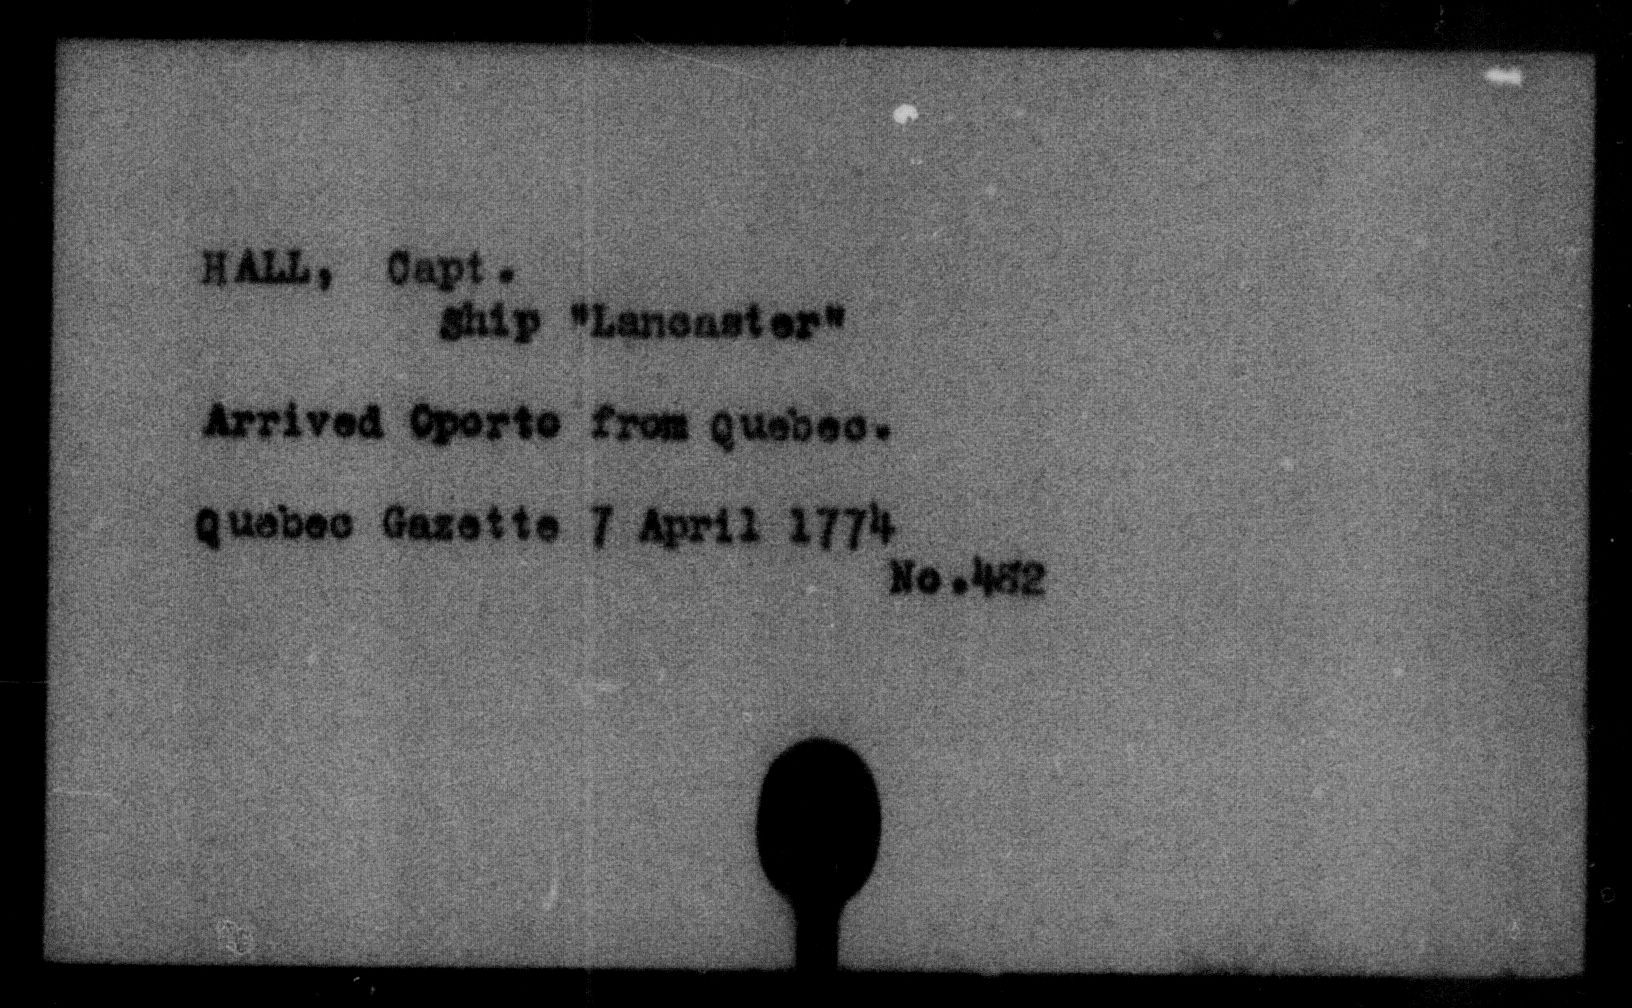 HALL, Capt.
ship "Lancaster"
Arrived Oporto from Quebec.
Quebec Gazette 7 April 1774
No.482